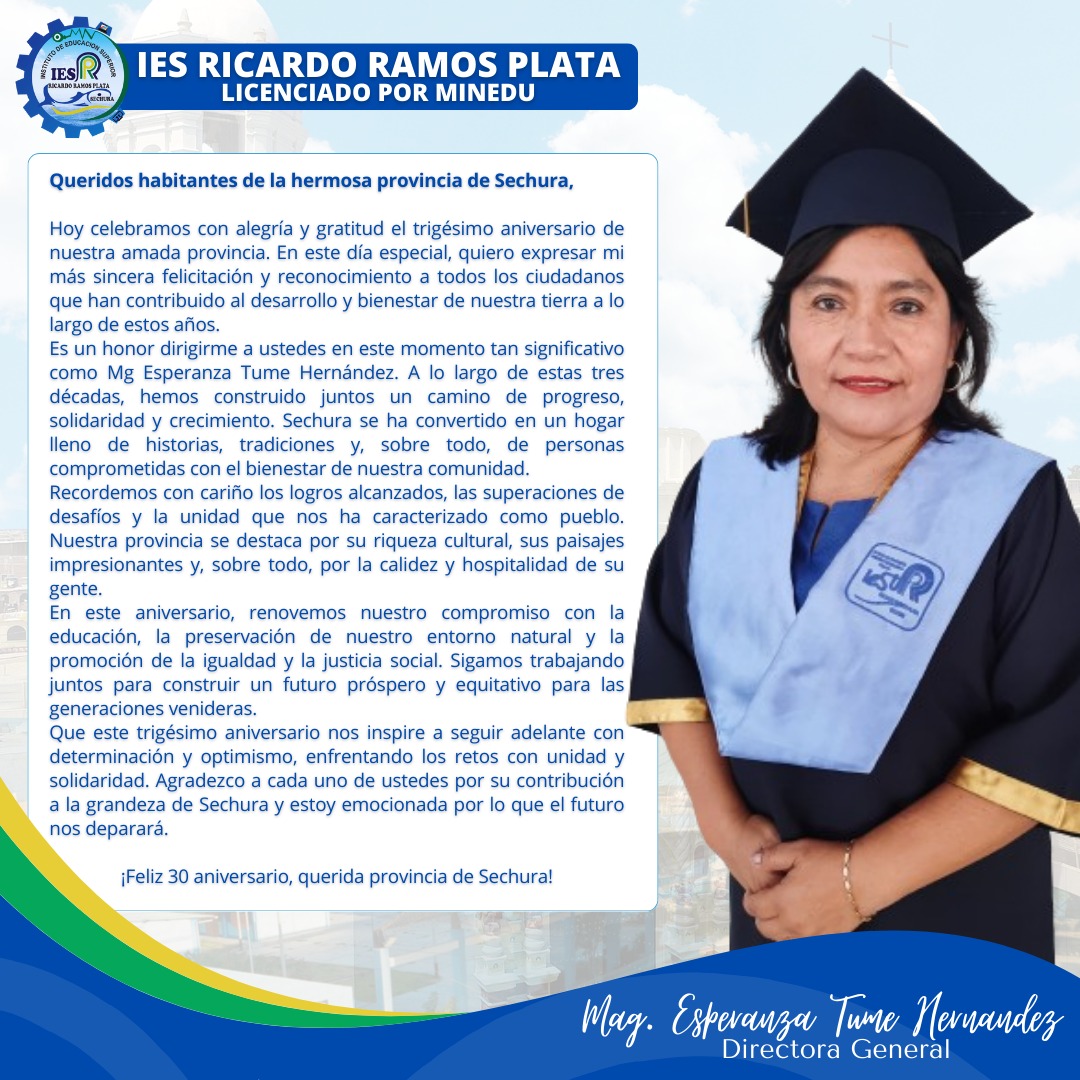 INSTITUTO DE EDUCACIÓN SUPERIOR
IES RP
RICARDO RAMOS PLATA
SECHURA
IES RICARDO RAMOS PLATA
LICENCIADO POR MINEDU
Queridos habitantes de la hermosa provincia de Sechura,
Hoy celebramos con alegría y gratitud el trigésimo aniversario de
nuestra amada provincia. En este día especial, quiero expresar mi
más sincera felicitación y reconocimiento a todos los ciudadanos
que han contribuido al desarrollo y bienestar de nuestra tierra a lo
largo de estos años.
Es un honor dirigirme a ustedes en este momento tan significativo
como Mg Esperanza Tume Hernández. A lo largo de estas tres
décadas, hemos construido juntos un camino de progreso,
solidaridad y crecimiento. Sechura se ha convertido en un hogar
lleno de historias, tradiciones y, sobre todo, de personas
comprometidas con el bienestar de nuestra comunidad.
Recordemos con cariño los logros alcanzados, las superaciones de
desafíos y la unidad que nos ha caracterizado como pueblo.
Nuestra provincia se destaca por su riqueza cultural, sus paisajes
impresionantes y, sobre todo, por la calidez y hospitalidad de su
gente.
En este aniversario, renovemos nuestro compromiso con la
educación, la preservación de nuestro entorno natural y la
promoción de la igualdad y la justicia social. Sigamos trabajando
juntos para construir un futuro próspero y equitativo para las
generaciones venideras.
Que este trigésimo aniversario nos inspire a seguir adelante con
determinación y optimismo, enfrentando los retos con unidad y
solidaridad. Agradezco a cada uno de ustedes por su contribución
a la grandeza de Sechura y estoy emocionada por lo que el futuro
nos deparará.
¡Feliz 30 aniversario, querida provincia de Sechura!
Mag. Esperanza Tume Hernandez
Directora General